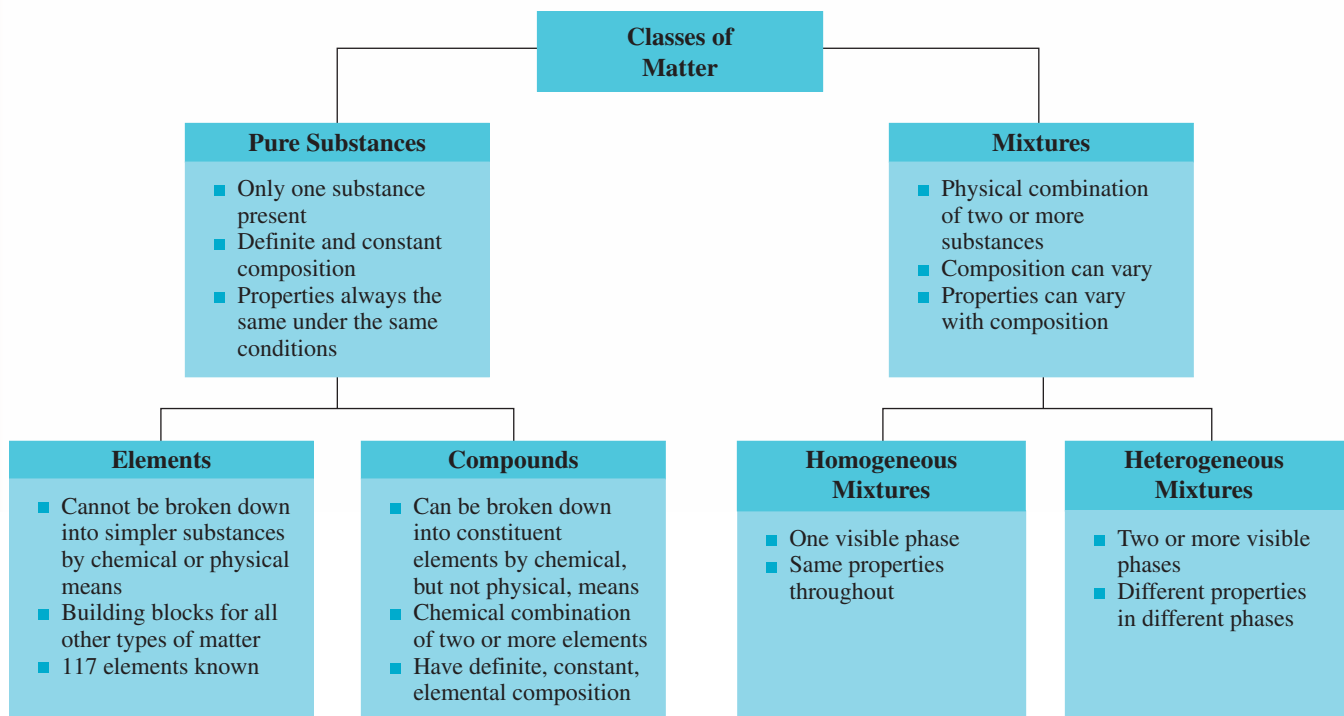 Classes of
Matter
Pure Substances
Only one substance
present
Definite and constant
composition
Properties always the
same under the same
conditions
Mixtures
Physical combination
of two or more
substances
Composition can vary
Properties can vary
with composition
Elements
Cannot be broken down
into simpler substances
by chemical or physical
means
Building blocks for all
other types of matter
117 elements known
Compounds
Can be broken down
into constituent
elements by chemical,
but not physical, means
Chemical combination
of two or more elements
Have definite, constant,
elemental composition
Homogeneous
Mixtures
One visible phase
Same properties
throughout
Heterogeneous
Mixtures
Two or more visible
phases
Different properties
in different phases